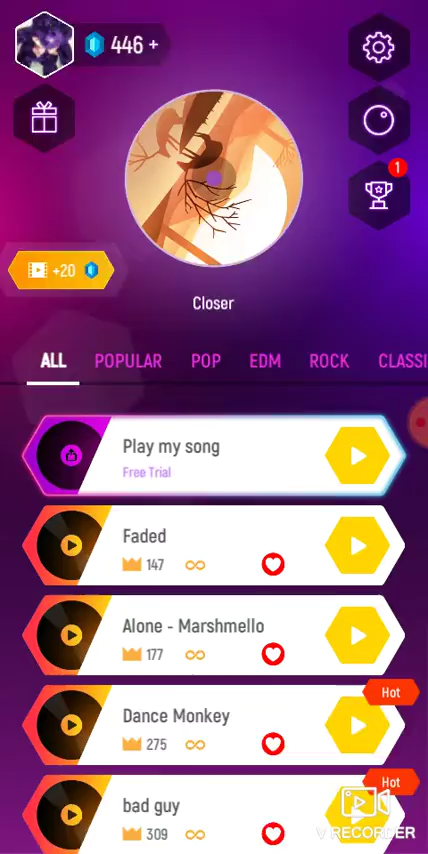 446 +
1
+20
Closer
ALL POPULAR POP EDM ROCK CLASSI
Play my song
Free Trial
Faded
147
Alone - Marshmello
177
Hot
Dance Monkey
275
Hot
bad guy
309
V RECORDER